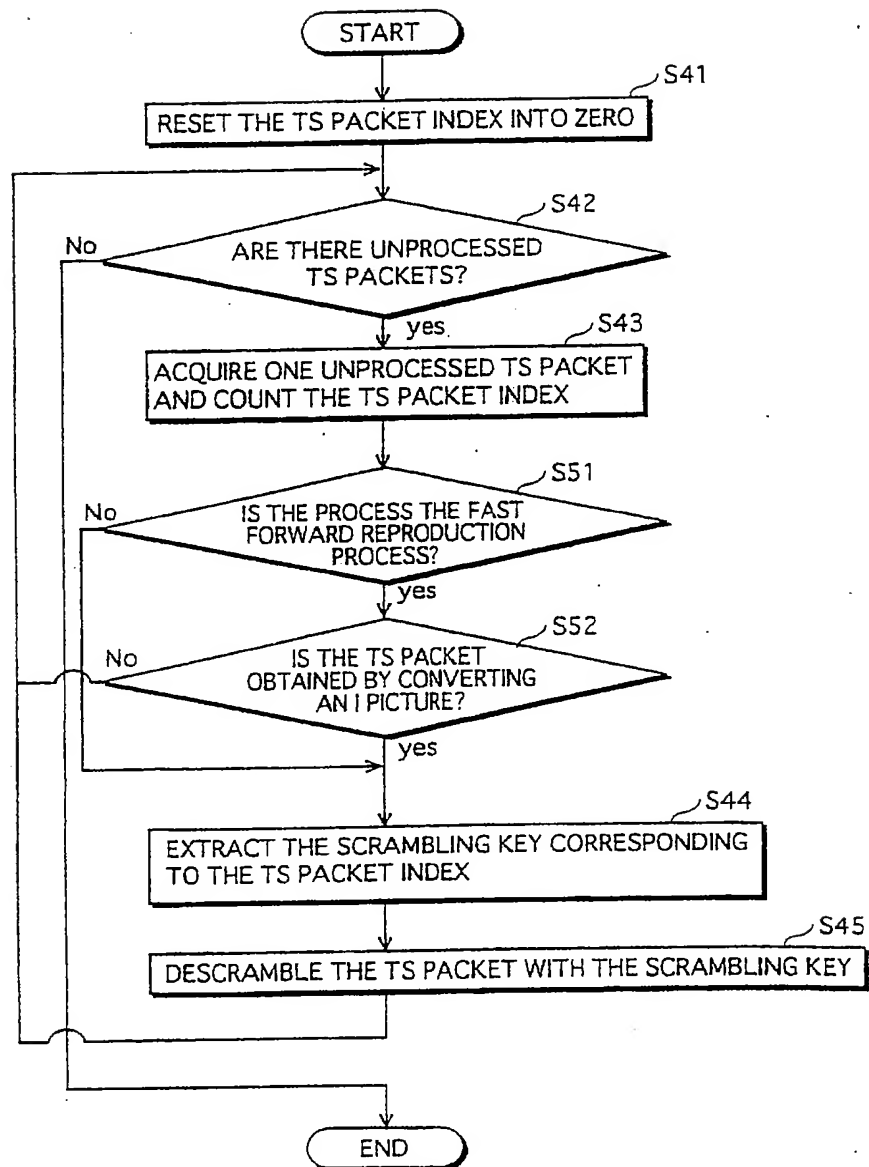 START
S41
RESET THE TS PACKET INDEX INTO ZERO
S42
No
ARE THERE UNPROCESSED
TS PACKETS?
yes
S43
ACQUIRE ONE UNPROCESSED TS PACKET
AND COUNT THE TS PACKET INDEX
S51
No
IS THE PROCESS THE FAST
FORWARD REPRODUCTION
PROCESS?
yes
S52
No
IS THE TS PACKET
OBTAINED BY CONVERTING
AN I PICTURE?
yes
S44
EXTRACT THE SCRAMBLING KEY CORRESPONDING
TO THE TS PACKET INDEX
S45
DESCRAMBLE THE TS PACKET WITH THE SCRAMBLING KEY
END